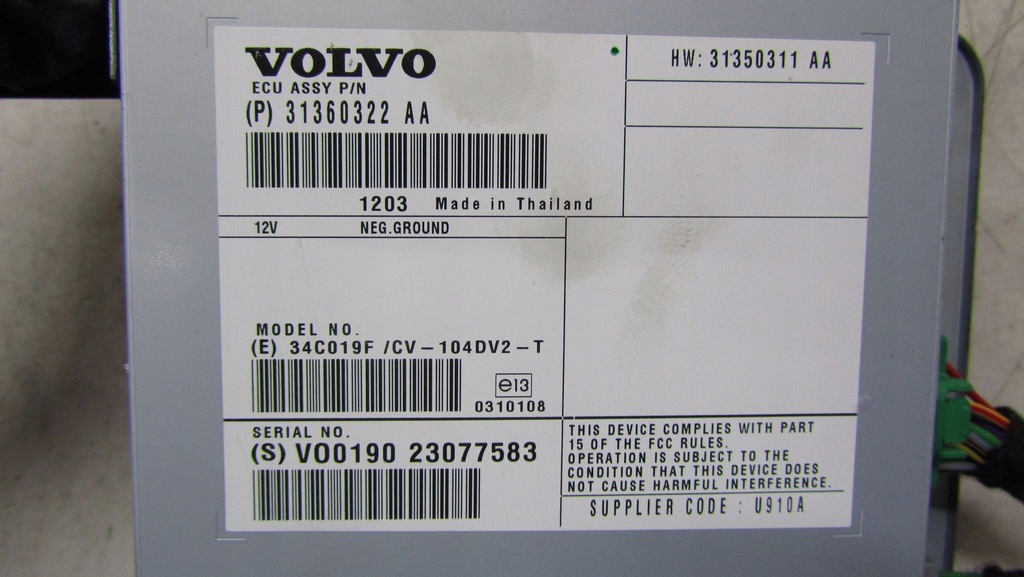 VOLVO
ECU ASSY P/N
(P) 31360322 AA
1203 Made in Thailand
HW: 31350311 AA
12V NEG.GROUND
MODEL NO.
(E) 34C019F /CV-104DV2-T
e13
0310108
SERIAL NO.
(S) VO0190 23077583
THIS DEVICE COMPLIES WITH PART
15 OF THE FCC RULES.
OPERATION IS SUBJECT TO THE
CONDITION THAT THIS DEVICE DOES
NOT CAUSE HARMFUL INTERFERENCE.
SUPPLIER CODE : U910A